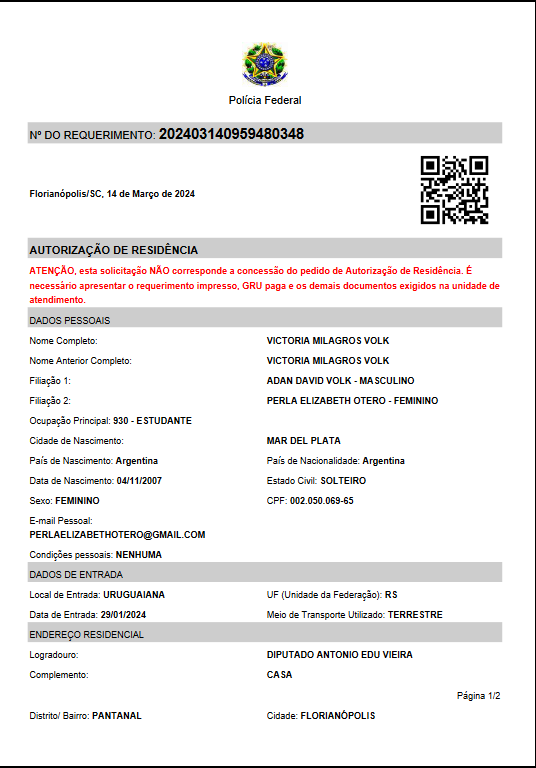 Polícia Federal
Nº DO REQUERIMENTO: 202403140959480348
Florianópolis/SC, 14 de Março de 2024
AUTORIZAÇÃO DE RESIDÊNCIA
ATENÇÃO, esta solicitação NÃO corresponde a concessão do pedido de Autorização de Residência. É
necessário apresentar o requerimento impresso, GRU paga e os demais documentos exigidos na unidade de
atendimento.
DADOS PESSOAIS
Nome Completo: VICTORIA MILAGROS VOLK
Nome Anterior Completo: VICTORIA MILAGROS VOLK
Filiação 1: ADAN DAVID VOLK - MASCULINO
Filiação 2: PERLA ELIZABETH OTERO - FEMININO
Ocupação Principal: 930 - ESTUDANTE
Cidade de Nascimento: MAR DEL PLATA
País de Nascimento: Argentina País de Nacionalidade: Argentina
Data de Nascimento: 04/11/2007 Estado Civil: SOLTEIRO
Sexo: FEMININO CPF: 002.050.069-65
E-mail Pessoal:
PERLAELIZABETHOTERO@GMAIL.COM
Condições pessoais: NENHUMA
DADOS DE ENTRADA
Local de Entrada: URUGUAIANA UF (Unidade da Federação): RS
Data de Entrada: 29/01/2024 Meio de Transporte Utilizado: TERRESTRE
ENDEREÇO RESIDENCIAL
Logradouro: DIPUTADO ANTONIO EDU VIEIRA
Complemento: CASA
Página 1/2
Distrito/ Bairro: PANTANAL Cidade: FLORIANÓPOLIS